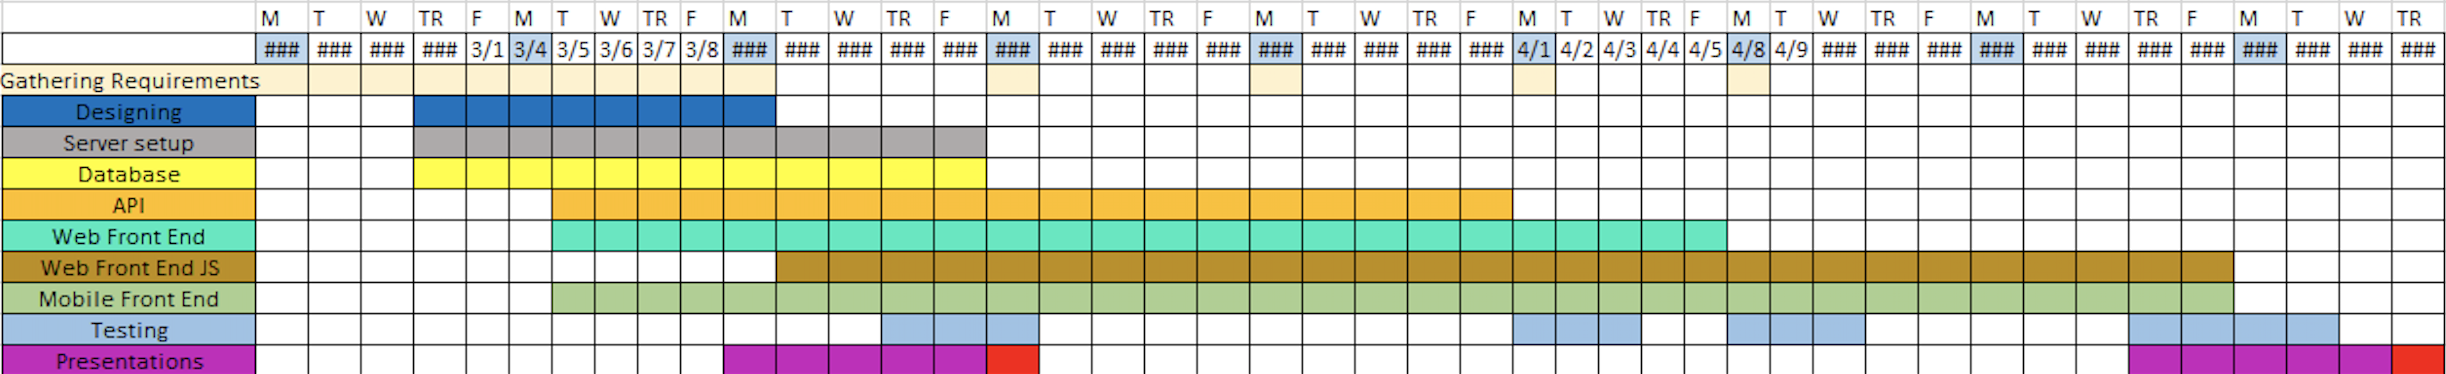 M T W TR F M T W TR F M T W TR F M T W TR F M T W TR F M T W TR F M T W TR F M T W TR F M T W TR
### ### ### ### 3/1 3/4 3/5 3/6 3/7 3/8 ### ### ### ### ### ### ### ### ### ### ### ### ### ### ### 4/1 4/2 4/3 4/4 4/5 4/8 4/9 ### ### ### ### ### ### ### ### ### ### ### ###
Gathering Requirements
Designing
Server setup
Database
API
Web Front End
Web Front End JS
Mobile Front End
Testing
Presentations